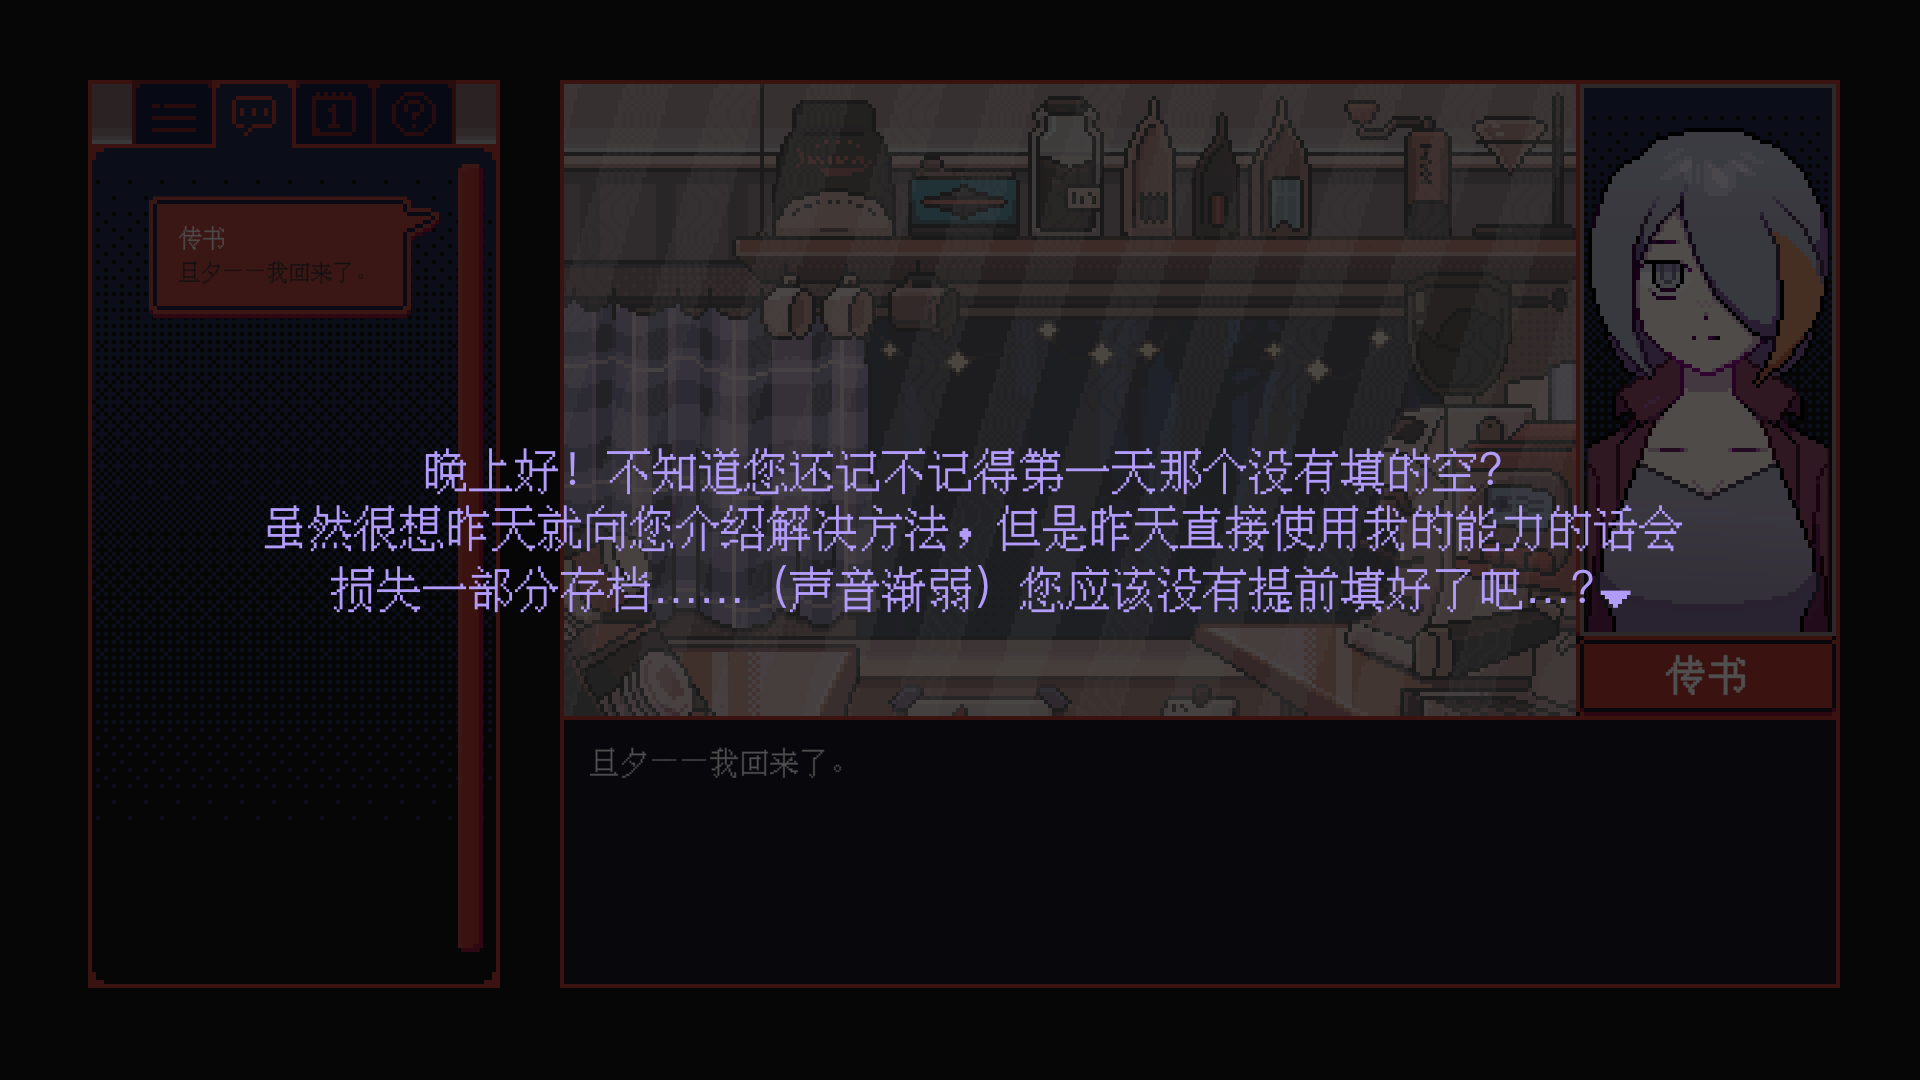 1
?
传书
旦夕——我回来了。
晚上好！不知道您还记不记得第一天那个没有填的空？
虽然很想昨天就向您介绍解决方法，但是昨天直接使用我的能力的话会
损失一部分存档……（声音渐弱）您应该没有提前填好了吧…？
传书
旦夕——我回来了。